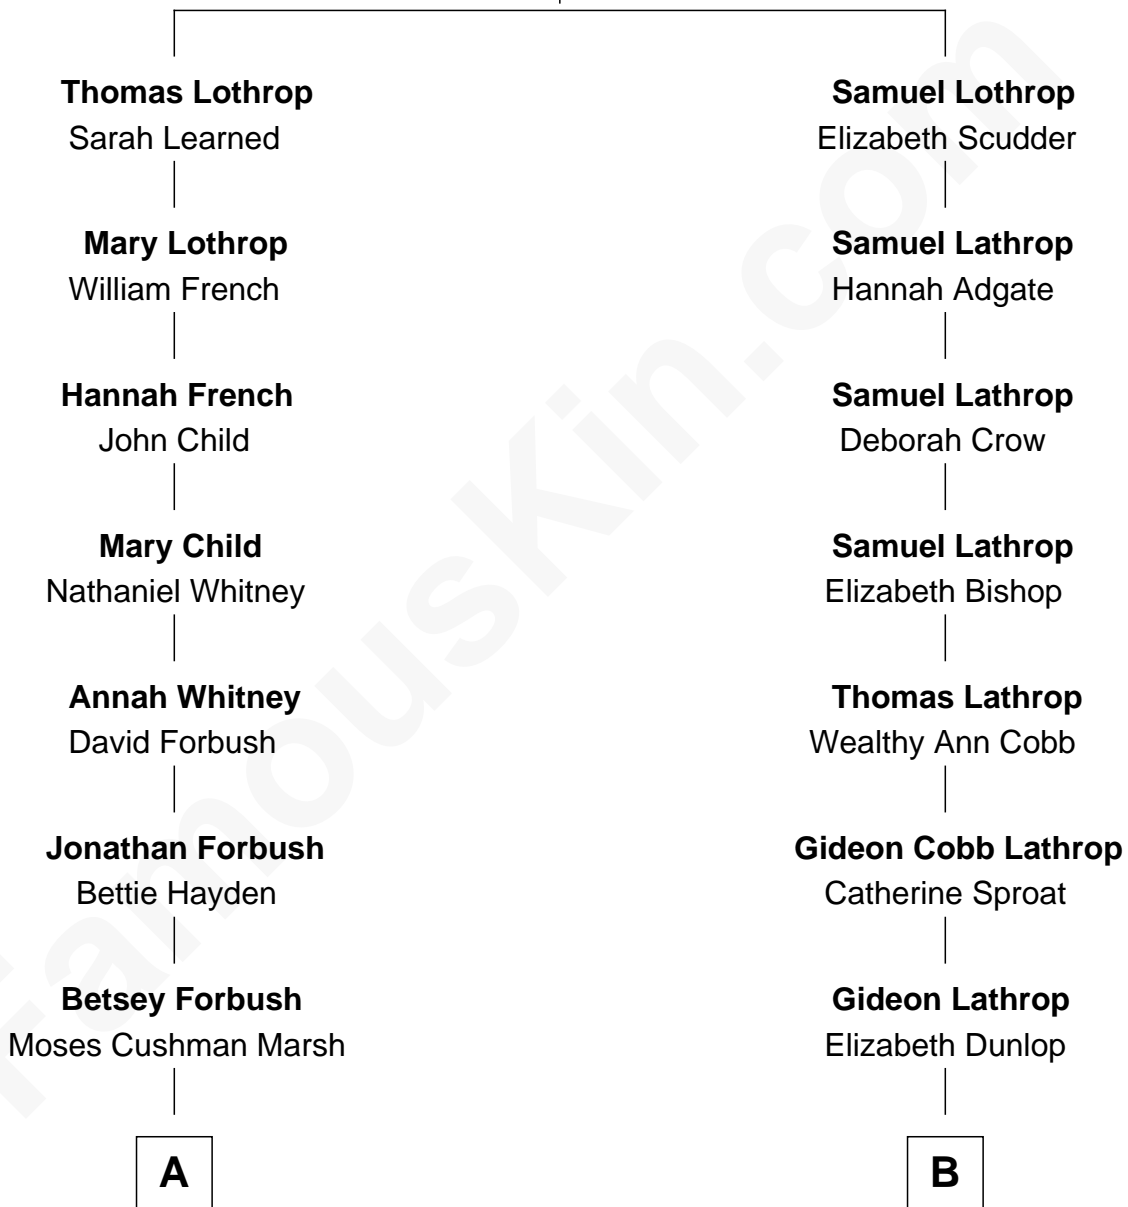 Thomas Lothrop
Sarah Learned
Mary Lothrop
William French
Hannah French
John Child
Mary Child
Nathaniel Whitney
Annah Whitney
David Forbush
Jonathan Forbush
Bettie Hayden
Betsey Forbush
Moses Cushman Marsh
A
Samuel Lothrop
Elizabeth Scudder
Samuel Lathrop
Hannah Adgate
Samuel Lathrop
Deborah Crow
Samuel Lathrop
Elizabeth Bishop
Thomas Lathrop
Wealthy Ann Cobb
Gideon Cobb Lathrop
Catherine Sproat
Gideon Lathrop
Elizabeth Dunlop
B
FamousKin.com